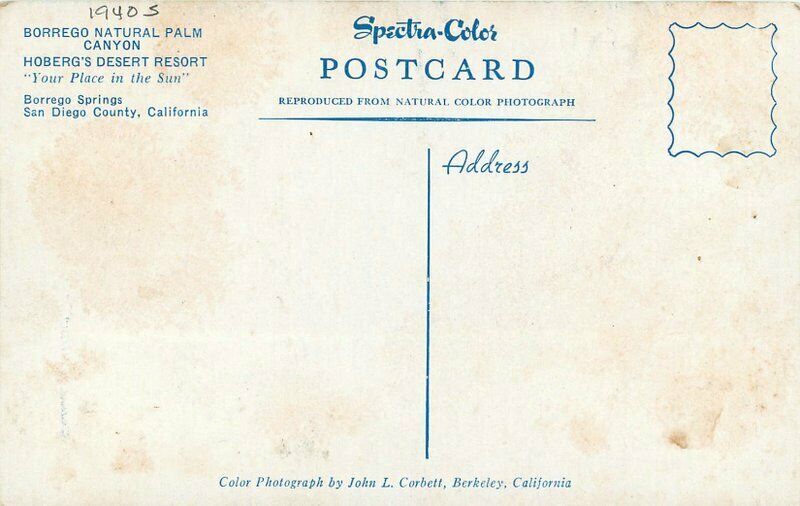 1940s
BORREGO NATURAL PALM
CANYON
HOBERG'S DESERT RESORT
"Your Place in the Sun"
Borrego Springs
San Diego County, California
Spectra-Color
POSTCARD
REPRODUCED FROM NATURAL COLOR PHOTOGRAPH
Address
Color Photograph by John L. Corbett, Berkeley, California